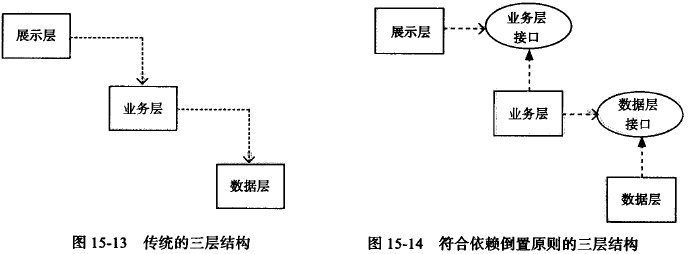 展示层
业务层
数据层
图 15-13 传统的三层结构
展示层
业务层
接口
业务层
数据层
接口
数据层
图 15-14 符合依赖倒置原则的三层结构